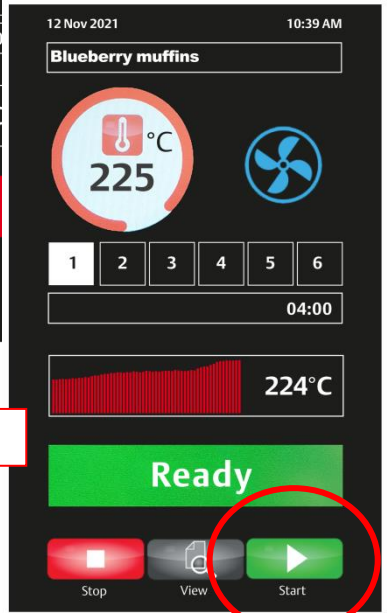 12 Nov 2021 10:39 AM
Blueberry muffins
°C
225
1 2 3 4 5 6
04:00
224°C
Ready
Stop View Start